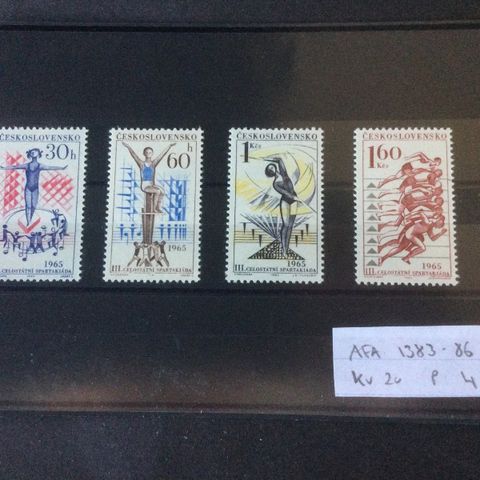 ČESKOSLOVENSKO
30h
1965
III. CELOSTÁTNÍ SPARTAKIÁDA
ČESKOSLOVENSKO
60h
1965
III. CELOSTÁTNÍ SPARTAKIÁDA
ČESKOSLOVENSKO
1 Kčs
1965
III. CELOSTÁTNÍ SPARTAKIÁDA
ČESKOSLOVENSKO
1.60 Kčs
1965
III. CELOSTÁTNÍ SPARTAKIÁDA
AFA 1383-86
KV 20 P 4